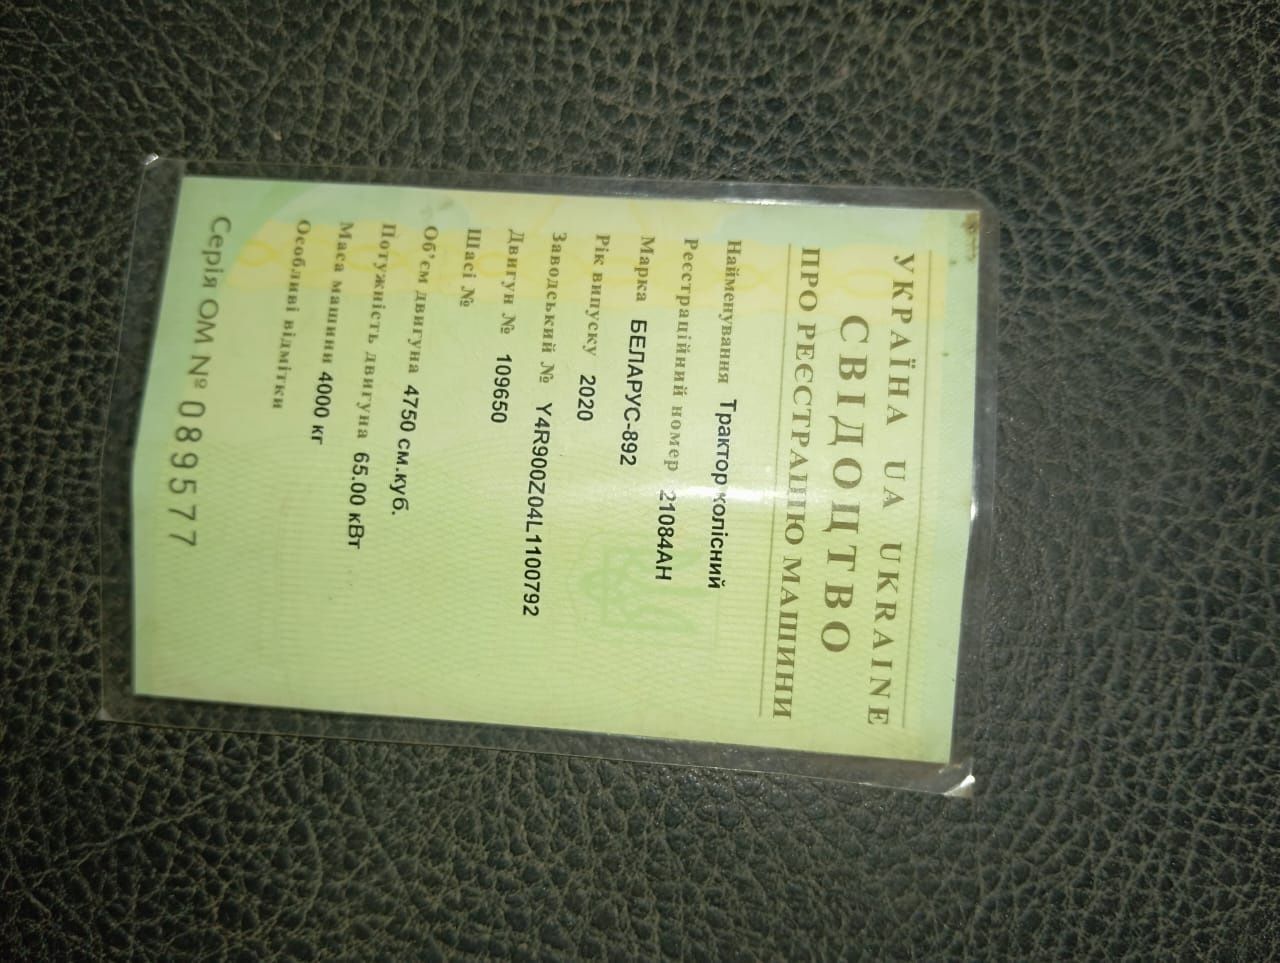 УКРАЇНА UA UKRAINE
СВІДОЦТВО
ПРО РЕЄСТРАЦІЮ МАШИНИ
Найменування Трактор колісний
Реєстраційний номер 21084АН
Марка БЕЛАРУС-892
Рік випуску 2020
Заводський № Y4R900Z04L1100792
Двигун № 109650
Шасі №
Об'єм двигуна 4750 см.куб.
Потужність двигуна 65.00 кВт
Маса машини 4000 кг
Особливі відмітки
Серія ОМ № 089577